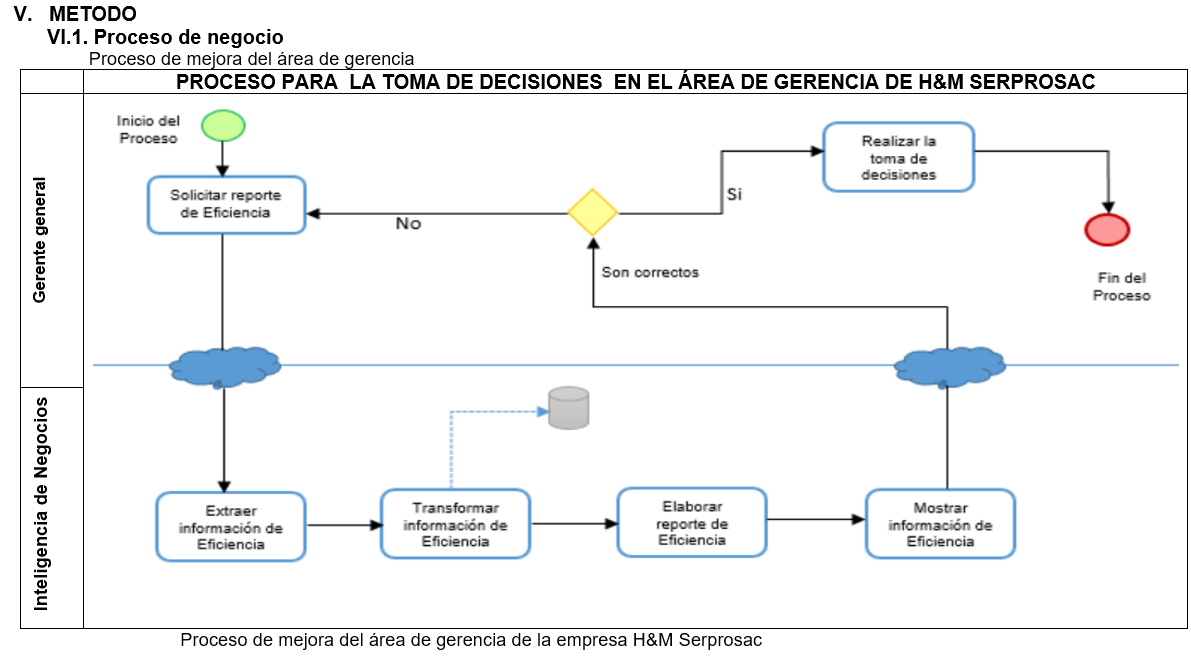 V. METODO
VI.1. Proceso de negocio
Proceso de mejora del área de gerencia
PROCESO PARA LA TOMA DE DECISIONES EN EL ÁREA DE GERENCIA DE H&M SERPROSAC
Gerente general
Inicio del
Proceso
Solicitar reporte
de Eficiencia
No
Si
Son correctos
Realizar la
toma de
decisiones
Fin del
Proceso
Inteligencia de Negocios
Extraer
información de
Eficiencia
Transformar
información de
Eficiencia
Elaborar
reporte de
Eficiencia
Mostrar
información de
Eficiencia
Proceso de mejora del área de gerencia de la empresa H&M Serprosac